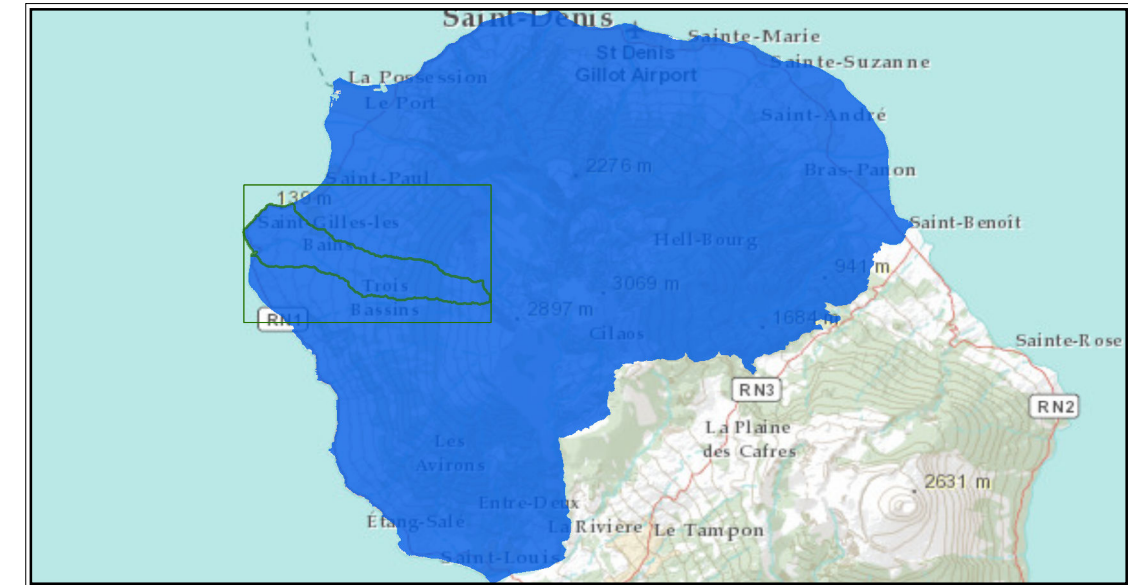 Saint-Denis
Sainte-Marie
St Denis
Gillot Airport
Sainte-Suzanne
La Possession
Le Port
Saint-André
2276 m
Bras-Panon
Saint-Paul
139 m
Saint-Gilles-les
Bains
Saint-Benoît
Hell-Bourg
941 m
Trois
Bassins
3069 m
2897 m
1684 m
RN1
Cilaos
Sainte-Rose
RN3
RN2
La Plaine
des Cafres
Les
Avirons
2631 m
Entre-Deux
Étang-Salé
La Rivière
Le Tampon
Saint-Louis